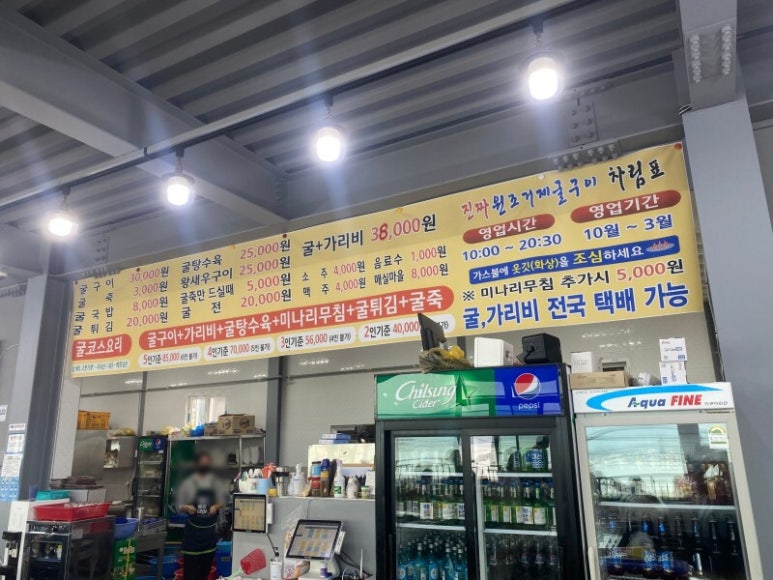 진짜 원조거제굴구이 차림표
영업시간 영업기간
10:00 ~ 20:30 10월 ~ 3월
가스불에 옷깃(화상)을 조심하세요
※ 미나리무침 추가시 5,000원
굴,가리비 전국 택배 가능
굴구이 30,000원
굴죽 3,000원
굴국밥 8,000원
굴튀김 20,000원
굴탕수육 25,000원
왕새우구이 25,000원
굴죽만 드실때 5,000원
굴전 20,000원
굴+가리비 38,000원
소주 4,000원 음료수 1,000원
맥주 4,000원 매실마을 8,000원
굴코스요리
굴구이+가리비+굴탕수육+미나리무침+굴튀김+굴죽
5인기준 85,000 4인기준 70,000 (5인 불가) 3인기준 56,000 (4인 불가) 2인기준 40,000
Chilsung
Cider
pepsi
Aqua FINE